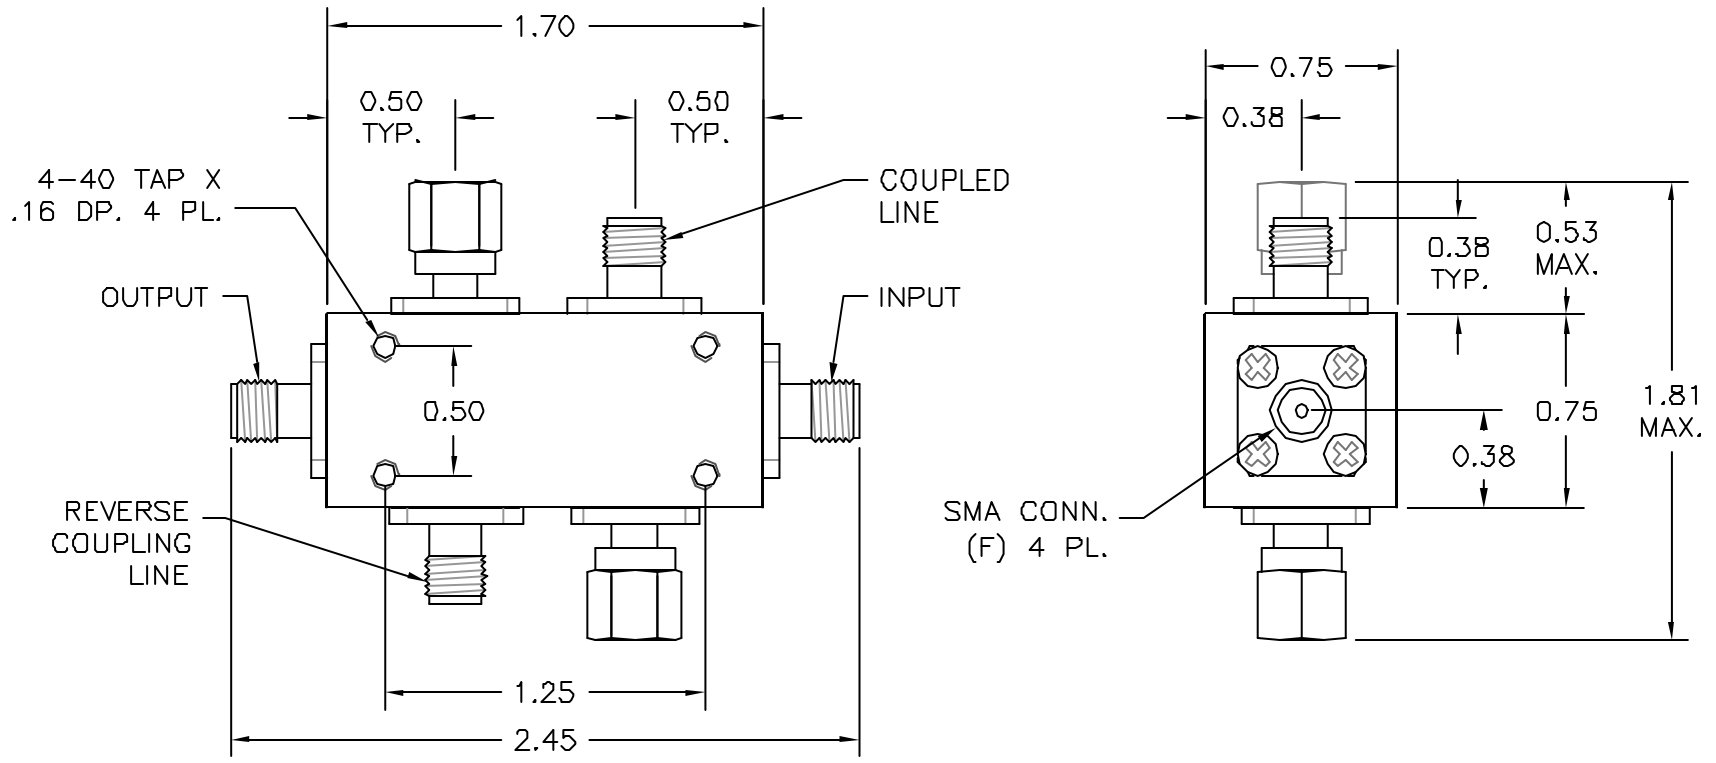 1.70
0.50
TYP.
0.50
TYP.
4-40 TAP X
.16 DP. 4 PL.
COUPLED
LINE
OUTPUT
INPUT
0.50
REVERSE
COUPLING
LINE
1.25
2.45
0.75
0.38
0.38
TYP.
0.53
MAX.
1.81
MAX.
0.75
0.38
SMA CONN.
(F) 4 PL.